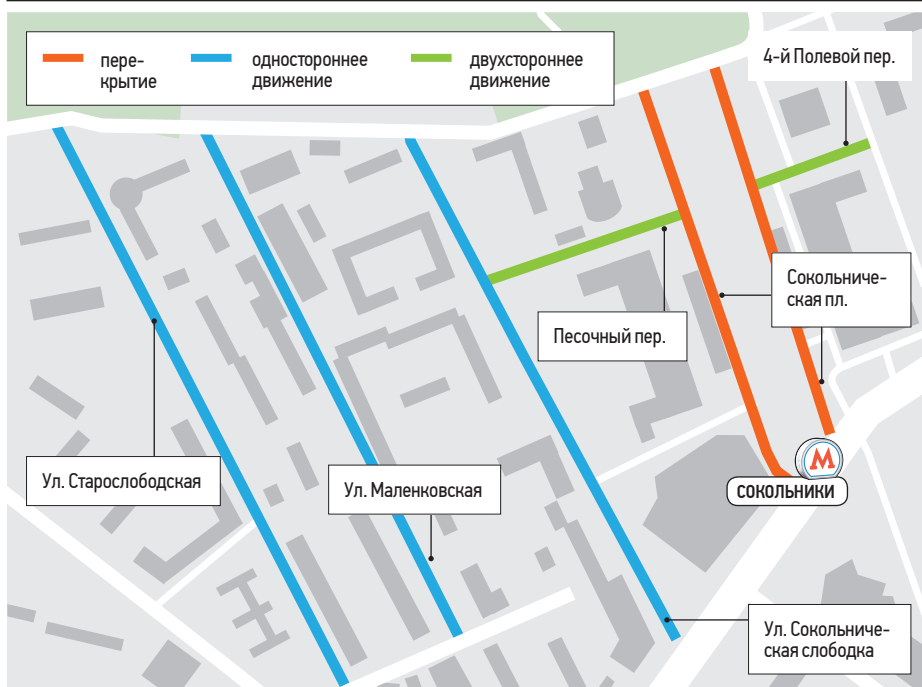 пере-
крытие
одностороннее
движение
двухстороннее
движение
4-й Полевой пер.
Сокольниче-
ская пл.
Песочный пер.
Ул. Старослободская
Ул. Маленковская
М
СОКОЛЬНИКИ
Ул. Сокольниче-
ская слободка